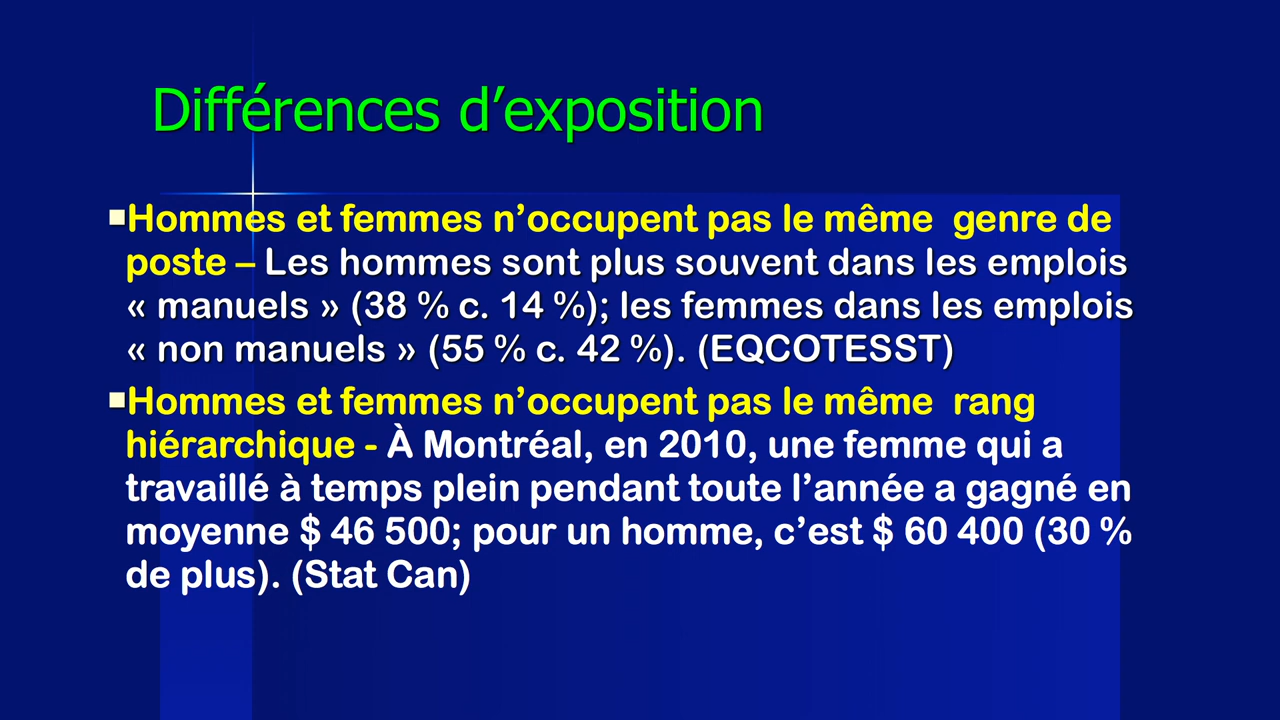 Différences d’exposition
▪Hommes et femmes n’occupent pas le même  genre de
poste – Les hommes sont plus souvent dans les emplois
« manuels » (38 % c. 14 %); les femmes dans les emplois
« non manuels » (55 % c. 42 %). (EQCOTESST)
▪Hommes et femmes n’occupent pas le même  rang
hiérarchique - À Montréal, en 2010, une femme qui a
travaillé à temps plein pendant toute l’année a gagné en
moyenne $ 46 500; pour un homme, c’est $ 60 400 (30 %
de plus). (Stat Can)